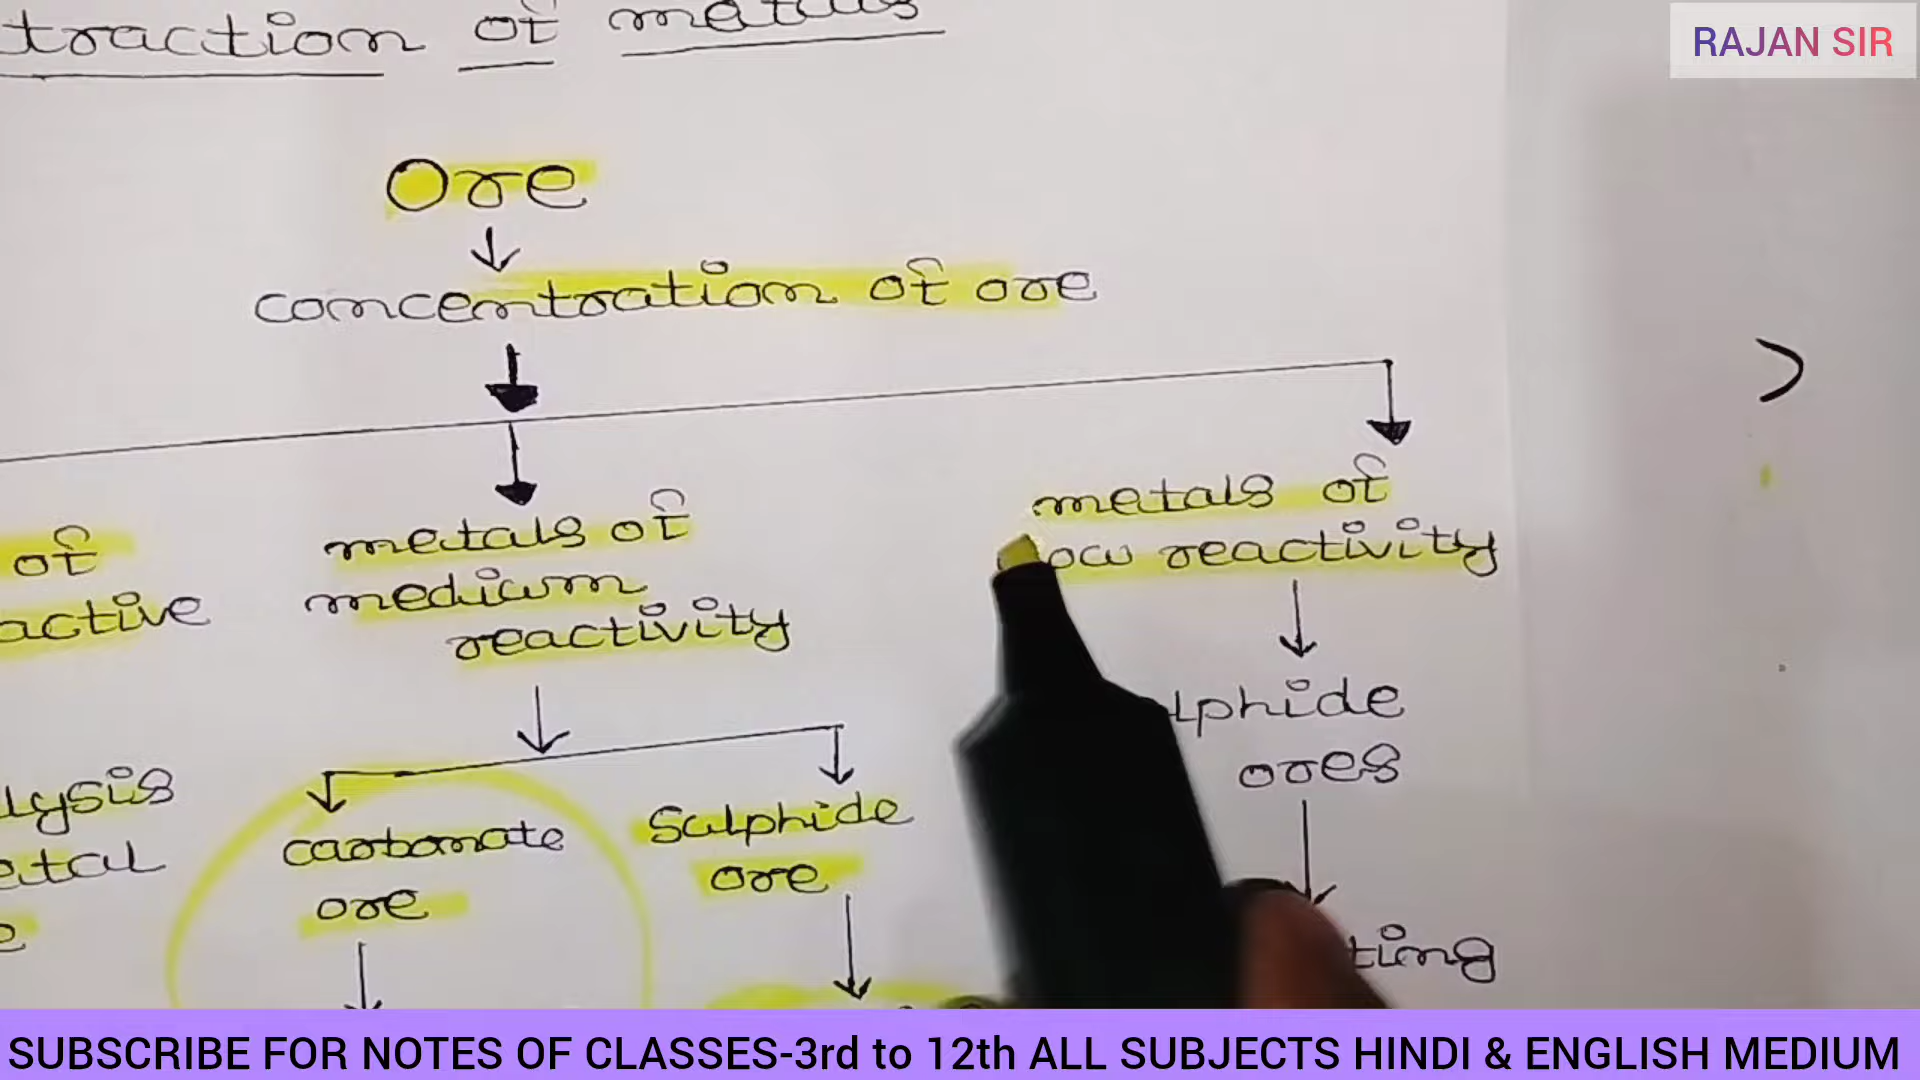 traction of metals
RAJAN SIR
Ore
concentration of ore
of
active
metals of
medium
reactivity
metals of
low reactivity
sulphide
ores
lysis
etal
carbonate
ore
Sulphide
ore
ting
SUBSCRIBE FOR NOTES OF CLASSES-3rd to 12th ALL SUBJECTS HINDI & ENGLISH MEDIUM